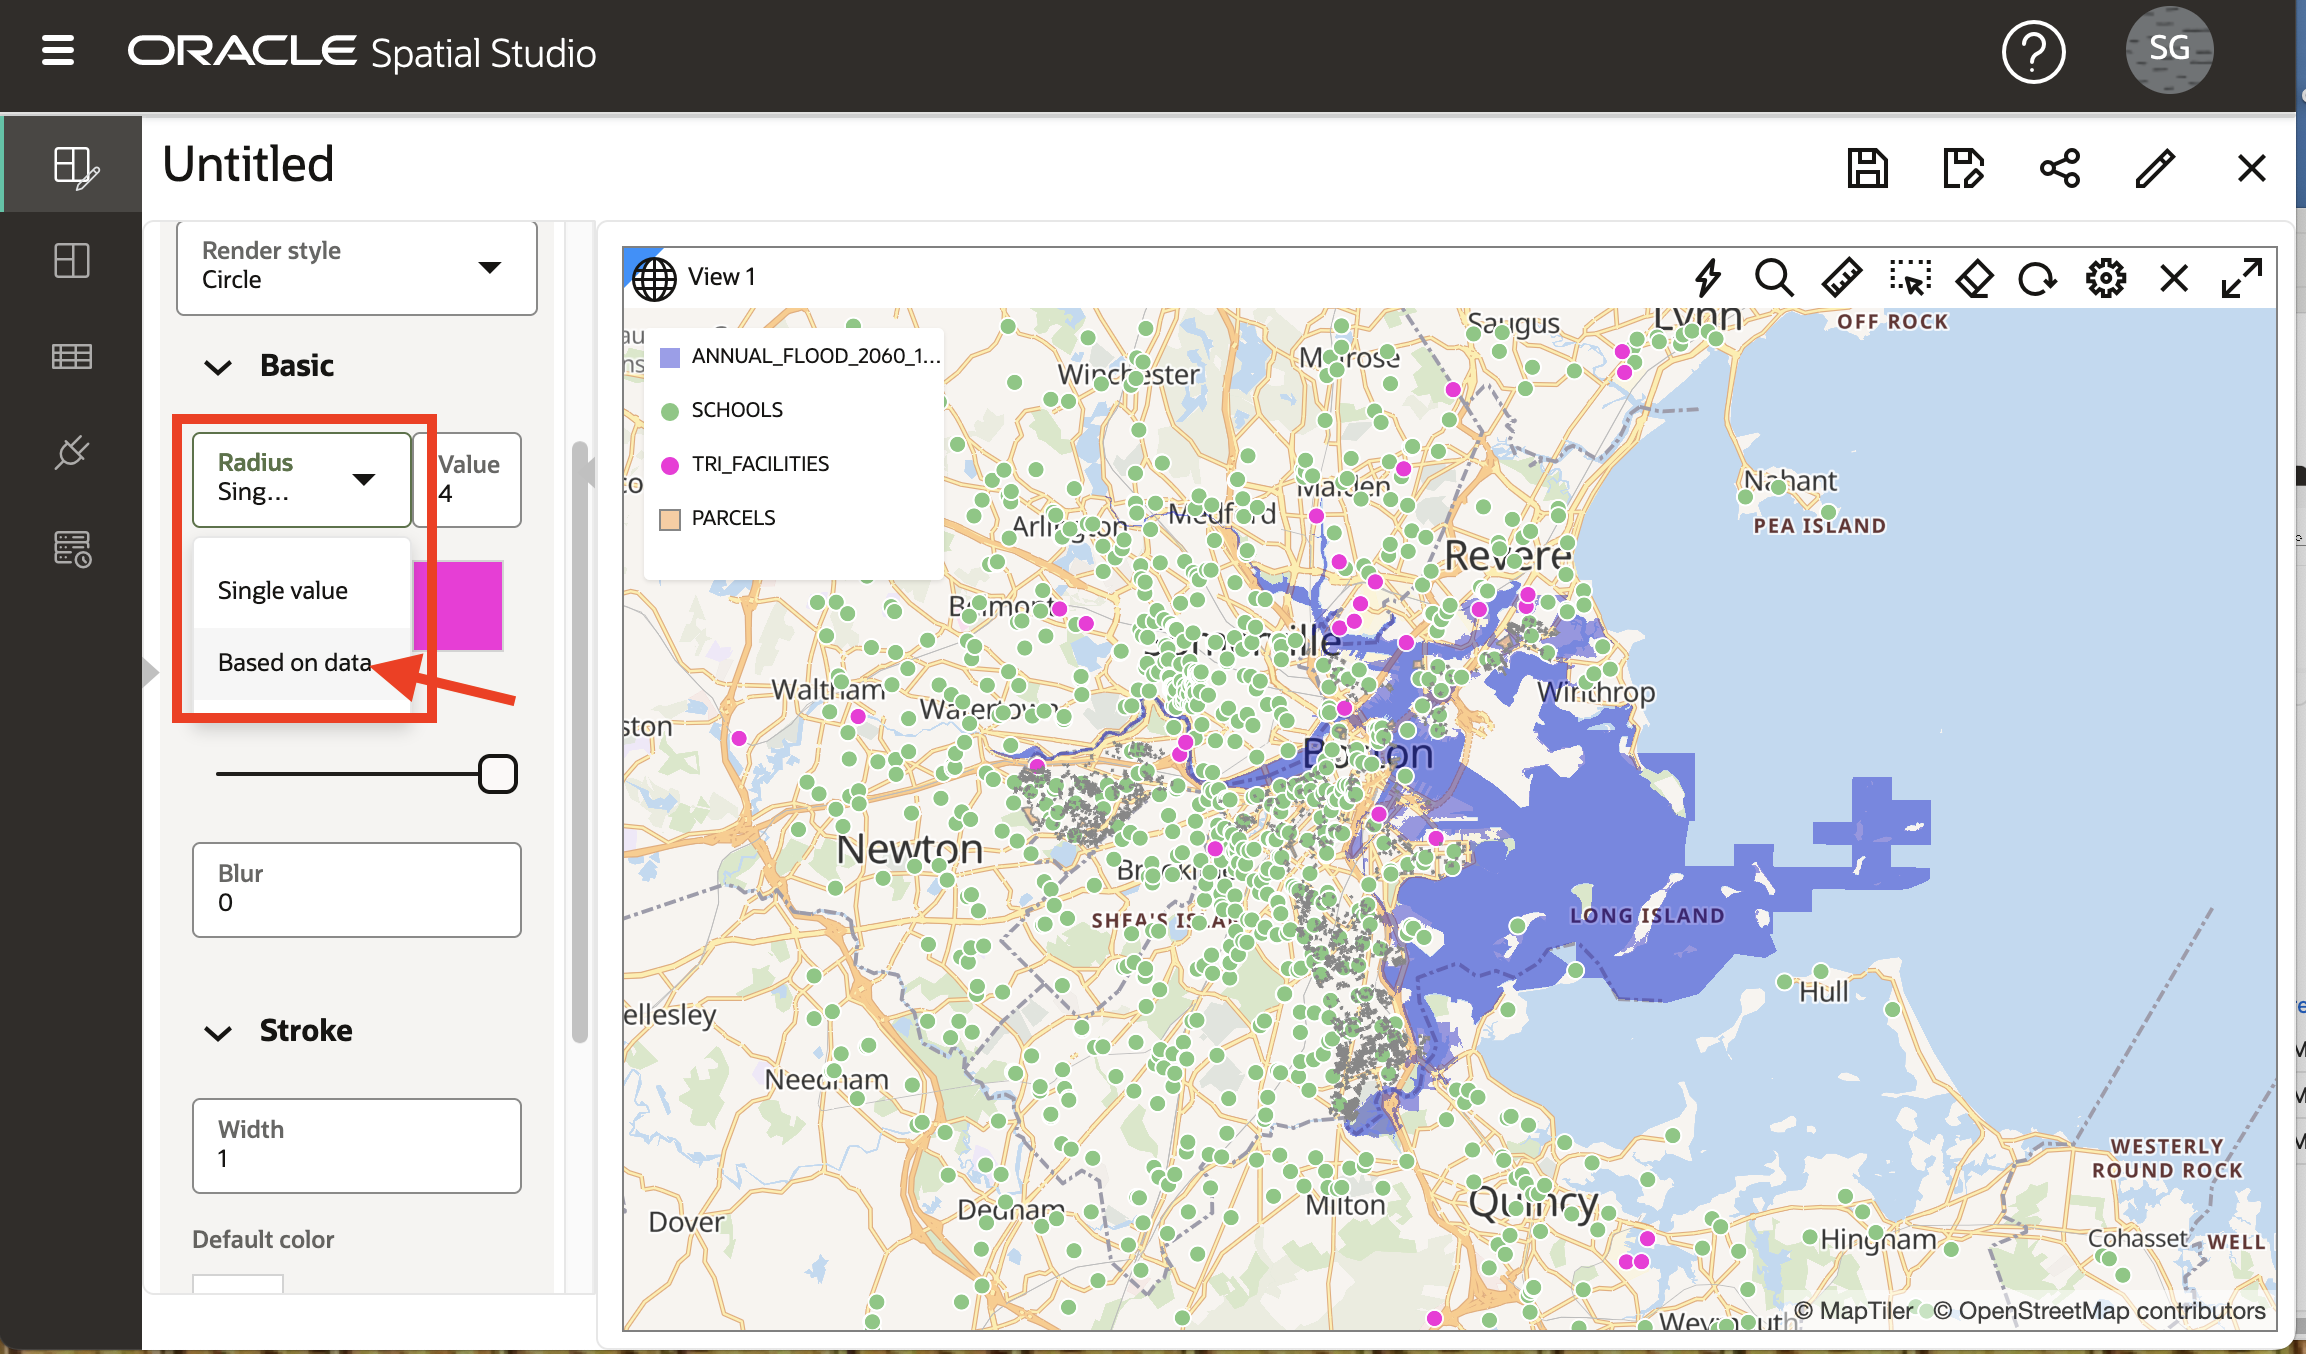 ORACLE Spatial Studio
SG
Untitled
Render style
Circle
Basic
Radius
Sing...
Value
4
Single value
Based on data
Blur
0
Stroke
Width
1
Default color
View 1
ANNUAL_FLOOD_2060_1...
SCHOOLS
TRI_FACILITIES
PARCELS
Saugus
Lynn
OFF ROCK
Melrose
Winchester
Malden
Nahant
PEA ISLAND
Arlington
Medford
Revere
Belmont
Somerville
Waltham
Watertown
Winthrop
ston
Boston
Newton
Brookline
SHEA'S ISLA
LONG ISLAND
Hull
ellesley
Needham
WESTERLY
ROUND ROCK
Dover
Dedham
Milton
Quincy
Hingham
Cohasset
WELL
Weymouth
© MapTiler © OpenStreetMap contributors